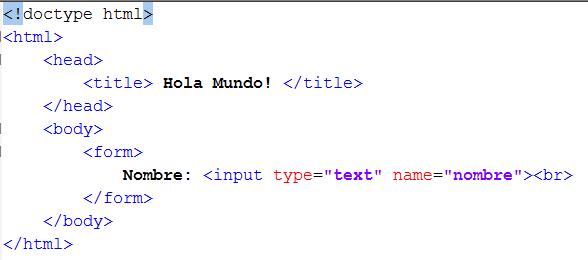 <!doctype html>
<html>
    <head>
        <title> Hola Mundo! </title>
    </head>
    <body>
        <form>
            Nombre: <input type="text" name="nombre"><br>
        </form>
    </body>
</html>